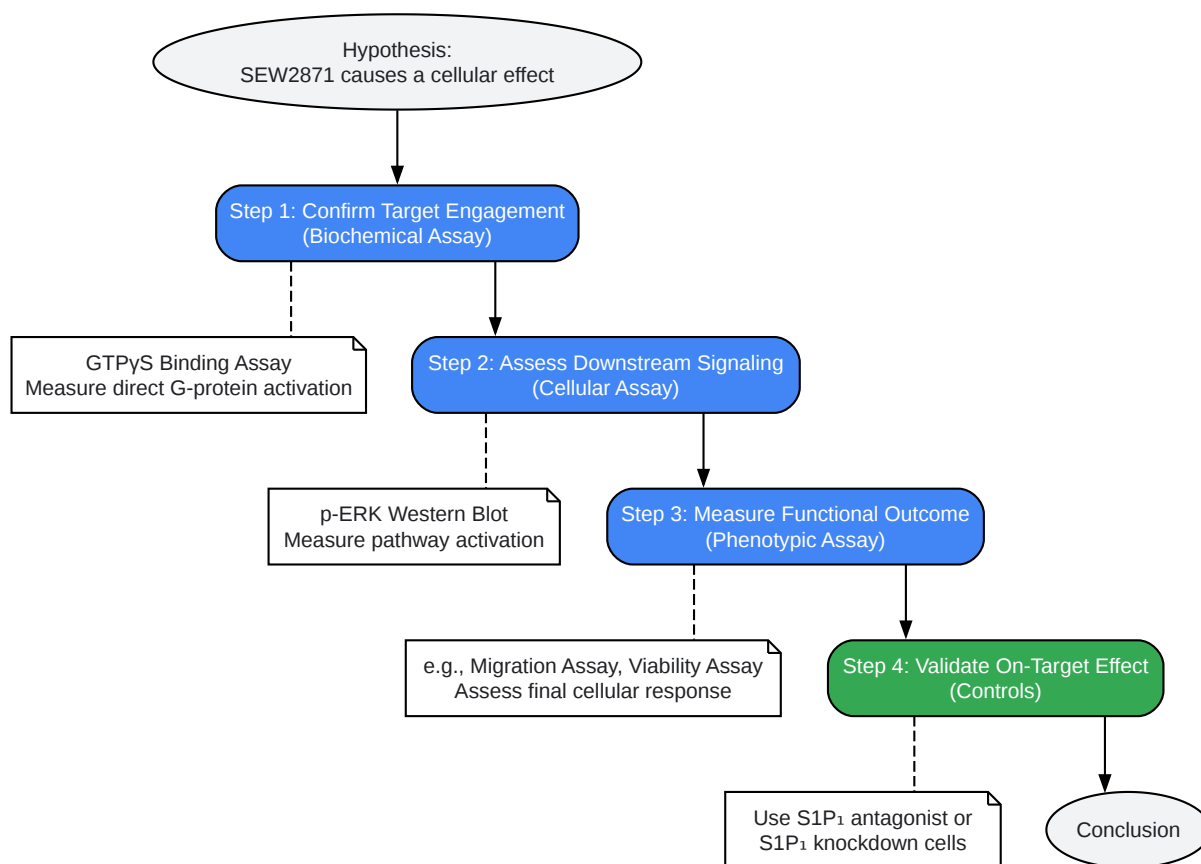 Hypothesis:
SEW2871 causes a cellular effect
Step 1: Confirm Target Engagement
(Biochemical Assay)
GTPγS Binding Assay
Measure direct G-protein activation
Step 2: Assess Downstream Signaling
(Cellular Assay)
p-ERK Western Blot
Measure pathway activation
Step 3: Measure Functional Outcome
(Phenotypic Assay)
e.g., Migration Assay, Viability Assay
Assess final cellular response
Step 4: Validate On-Target Effect
(Controls)
Use S1P₁ antagonist or
S1P₁ knockdown cells
Conclusion